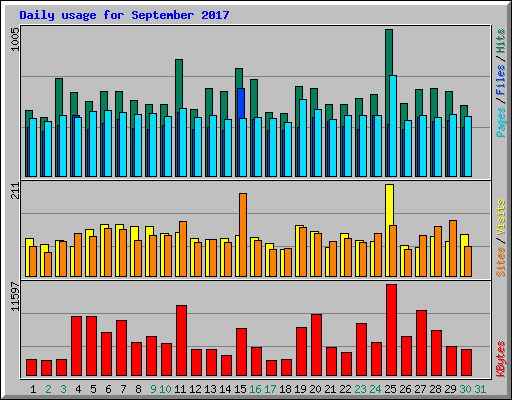 Daily usage for September 2017
1005
Pages / Files / Hits
211
Sites / Visits
11597
KBytes
1 2 3 4 5 6 7 8 9 10 11 12 13 14 15 16 17 18 19 20 21 22 23 24 25 26 27 28 29 30 31